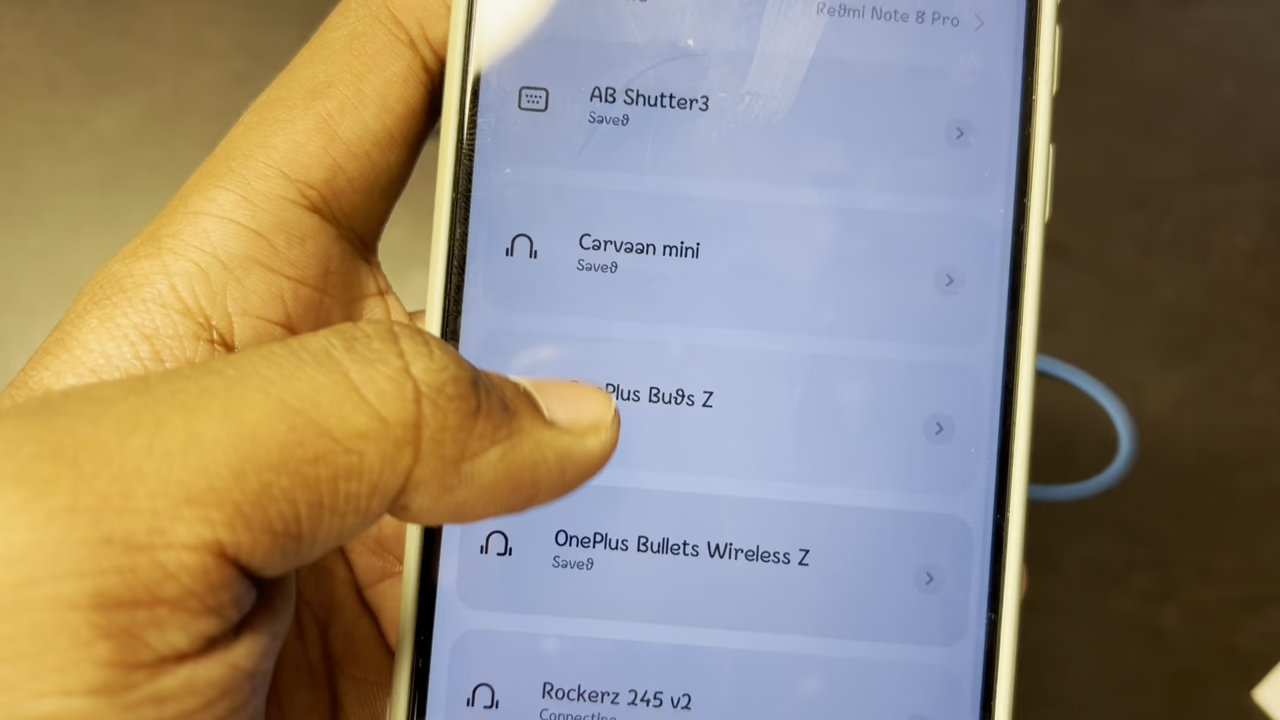 Redmi Note 8 Pro
AB Shutter3
Saved
Carvaan mini
Saved
Plus Buds Z
OnePlus Bullets Wireless Z
Saved
Rockerz 245 v2
Connecting